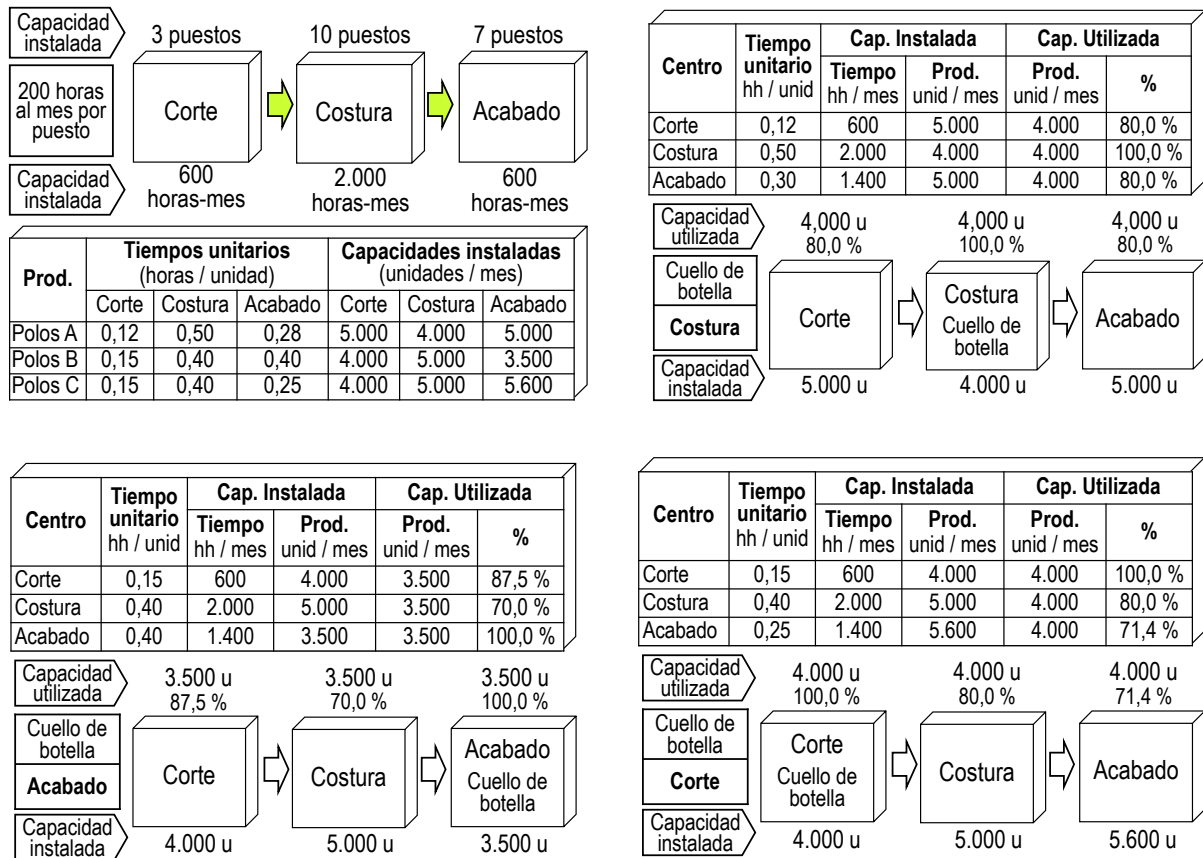 Capacidad
instalada
3 puestos 10 puestos 7 puestos
200 horas
al mes por
puesto
Corte Costura Acabado
Capacidad
instalada
600
horas-mes
2.000
horas-mes
600
horas-mes
Prod. Tiempos unitarios Capacidades instaladas
(horas / unidad) (unidades / mes)
Corte Costura Acabado Corte Costura Acabado
Polos A 0,12 0,50 0,28 5.000 4.000 5.000
Polos B 0,15 0,40 0,40 4.000 5.000 3.500
Polos C 0,15 0,40 0,25 4.000 5.000 5.600
Centro Tiempo unitario hh / unid Cap. Instalada Cap. Utilizada
Tiempo hh / mes Prod. unid / mes Prod. unid / mes %
Corte 0,12 600 5.000 4.000 80,0 %
Costura 0,50 2.000 4.000 4.000 100,0 %
Acabado 0,30 1.400 5.000 4.000 80,0 %
Capacidad
utilizada
4,000 u 4,000 u 4,000 u
80,0 % 100,0 % 80,0 %
Cuello de
botella
Costura
Corte
Costura
Cuello de
botella
Acabado
Capacidad
instalada
5.000 u 4.000 u 5.000 u
Centro Tiempo unitario hh / unid Cap. Instalada Cap. Utilizada
Tiempo hh / mes Prod. unid / mes Prod. unid / mes %
Corte 0,15 600 4.000 3.500 87,5 %
Costura 0,40 2.000 5.000 3.500 70,0 %
Acabado 0,40 1.400 3.500 3.500 100,0 %
Capacidad
utilizada
3.500 u 3.500 u 3.500 u
87,5 % 70,0 % 100,0 %
Cuello de
botella
Acabado
Corte
Costura
Acabado
Cuello de
botella
Capacidad
instalada
4.000 u 5.000 u 3.500 u
Centro Tiempo unitario hh / unid Cap. Instalada Cap. Utilizada
Tiempo hh / mes Prod. unid / mes Prod. unid / mes %
Corte 0,15 600 4.000 4.000 100,0 %
Costura 0,40 2.000 5.000 4.000 80,0 %
Acabado 0,25 1.400 5.600 4.000 71,4 %
Capacidad
utilizada
4.000 u 4.000 u 4.000 u
100,0 % 80,0 % 71,4 %
Cuello de
botella
Corte
Corte
Cuello de
botella
Costura
Acabado
Capacidad
instalada
4.000 u 5.000 u 5.600 u